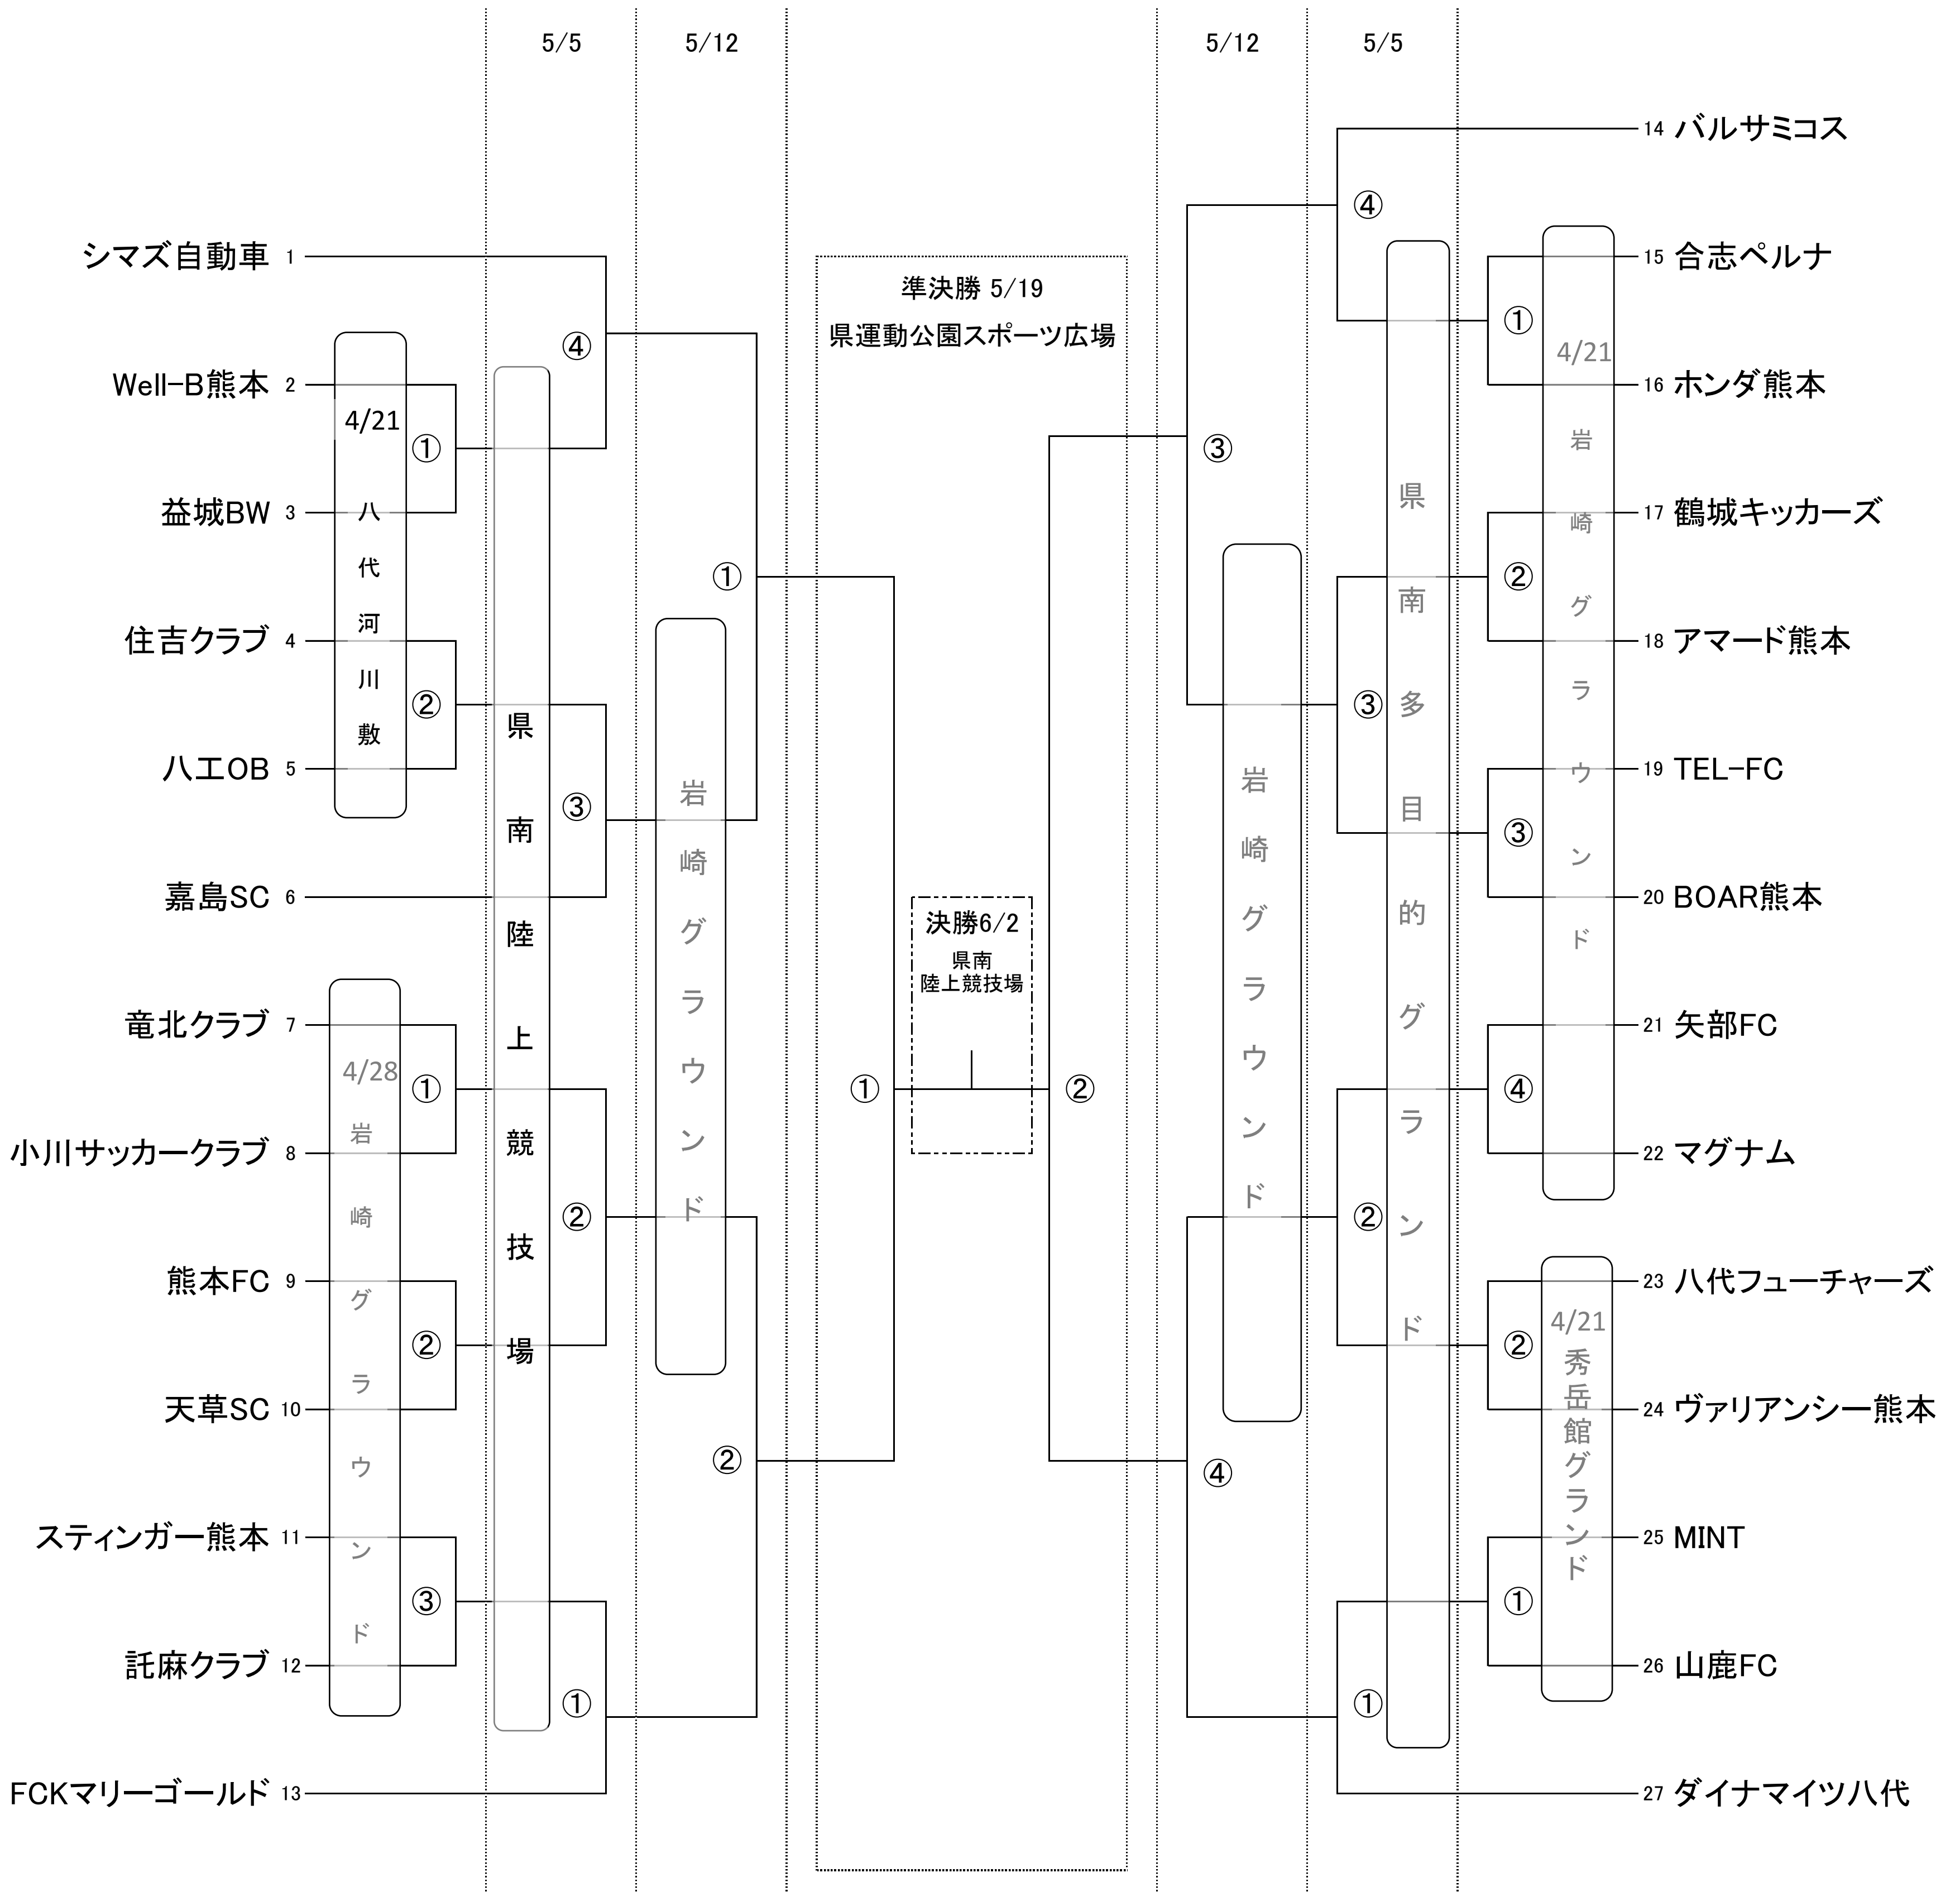 5/5
5/12
5/12
5/5
シマズ自動車 1
Well-B熊本 2
益城BW 3
住吉クラブ 4
八工OB 5
嘉島SC 6
竜北クラブ 7
小川サッカークラブ 8
熊本FC 9
天草SC 10
スティンガー熊本 11
託麻クラブ 12
FCKマリーゴールド 13
4/21
八代河川敷
①
②
4/28
岩崎グラウンド
①
②
③
県南陸上競技場
④
③
②
①
岩崎グラウンド
①
②
準決勝 5/19
県運動公園スポーツ広場
①
決勝6/2
県南
陸上競技場
②
岩崎グラウンド
③
④
県南多目的グランド
④
③
②
①
4/21
岩崎グラウンド
①
②
③
④
4/21
秀岳館グランド
②
①
14 バルサミコス
15 合志ペルナ
16 ホンダ熊本
17 鶴城キッカーズ
18 アマード熊本
19 TEL-FC
20 BOAR熊本
21 矢部FC
22 マグナム
23 八代フューチャーズ
24 ヴァリアンシー熊本
25 MINT
26 山鹿FC
27 ダイナマイツ八代